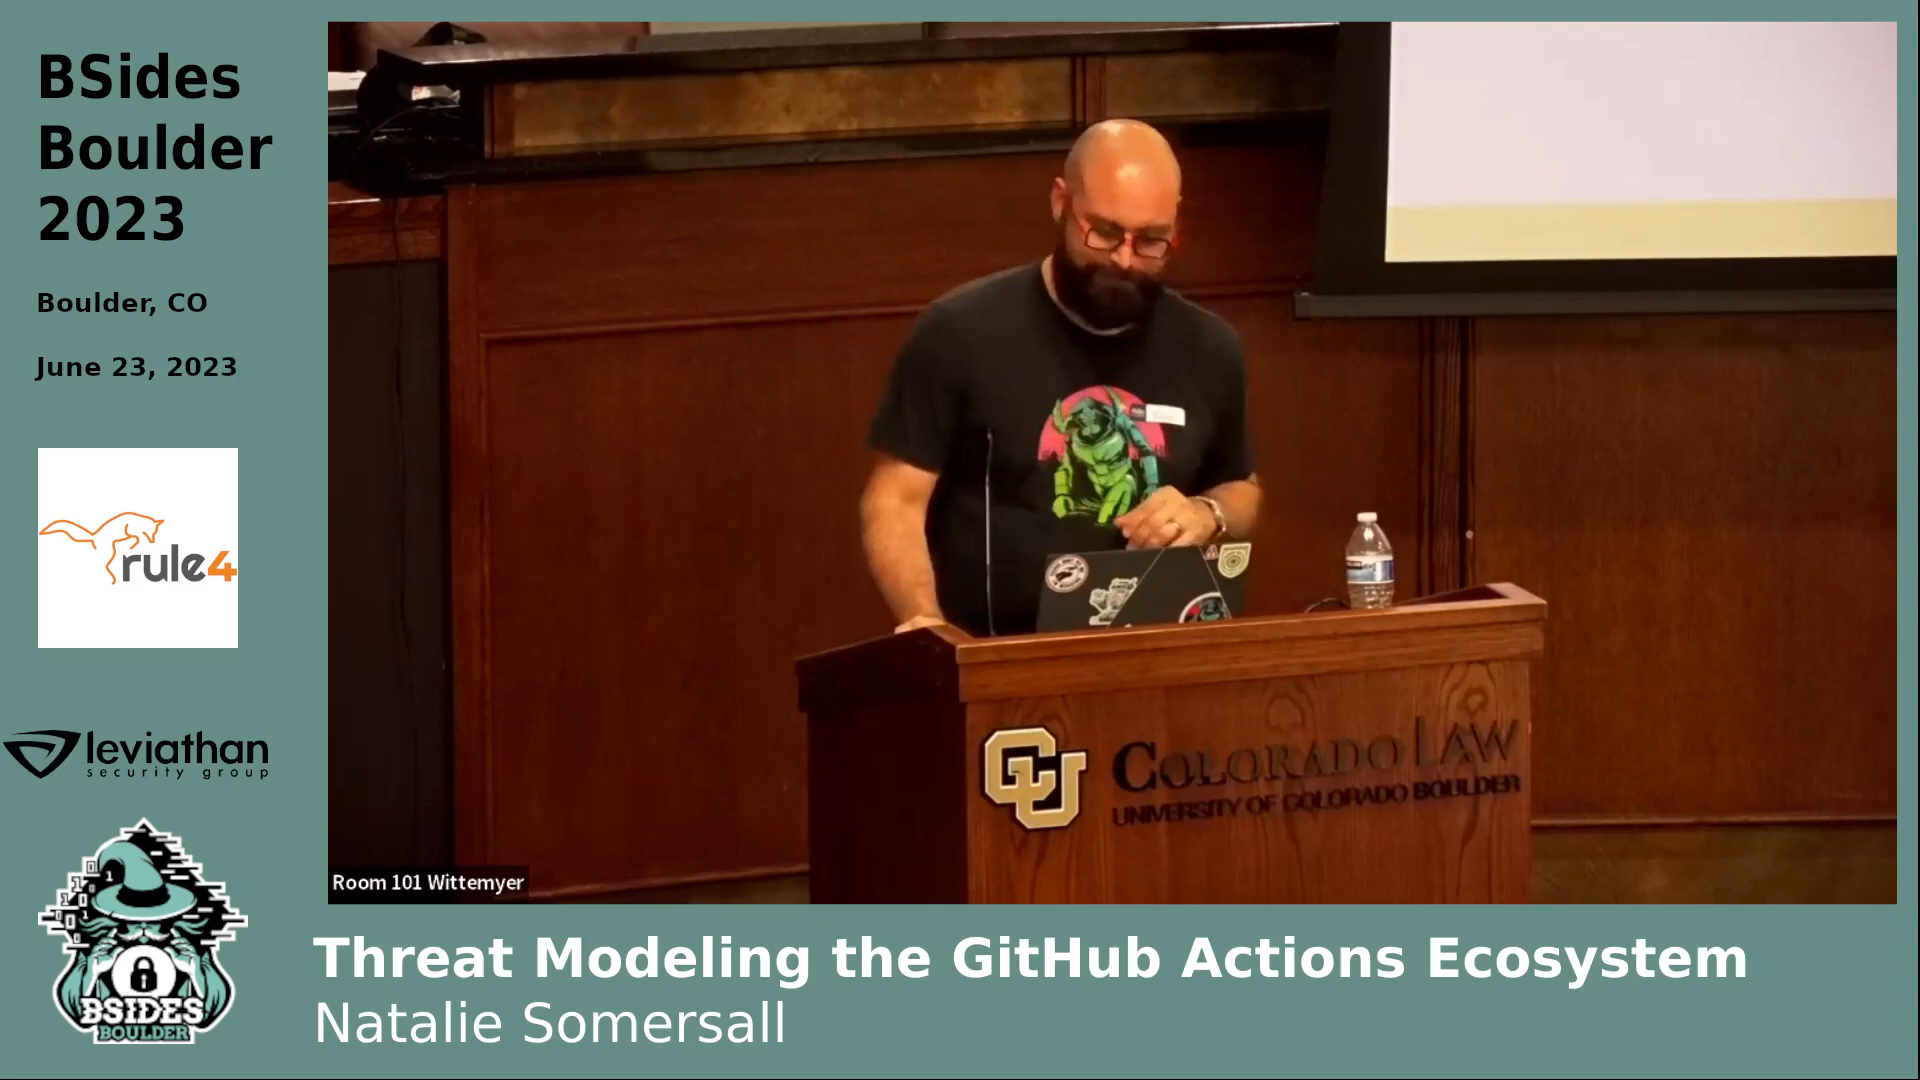 BSides
Boulder
2023
Boulder, CO
June 23, 2023
rule4
leviathan
security group
BSIDES
BOULDER
COLORADO LAW
UNIVERSITY OF COLORADO BOULDER
CU
Room 101 Wittemyer
Threat Modeling the GitHub Actions Ecosystem
Natalie Somersall